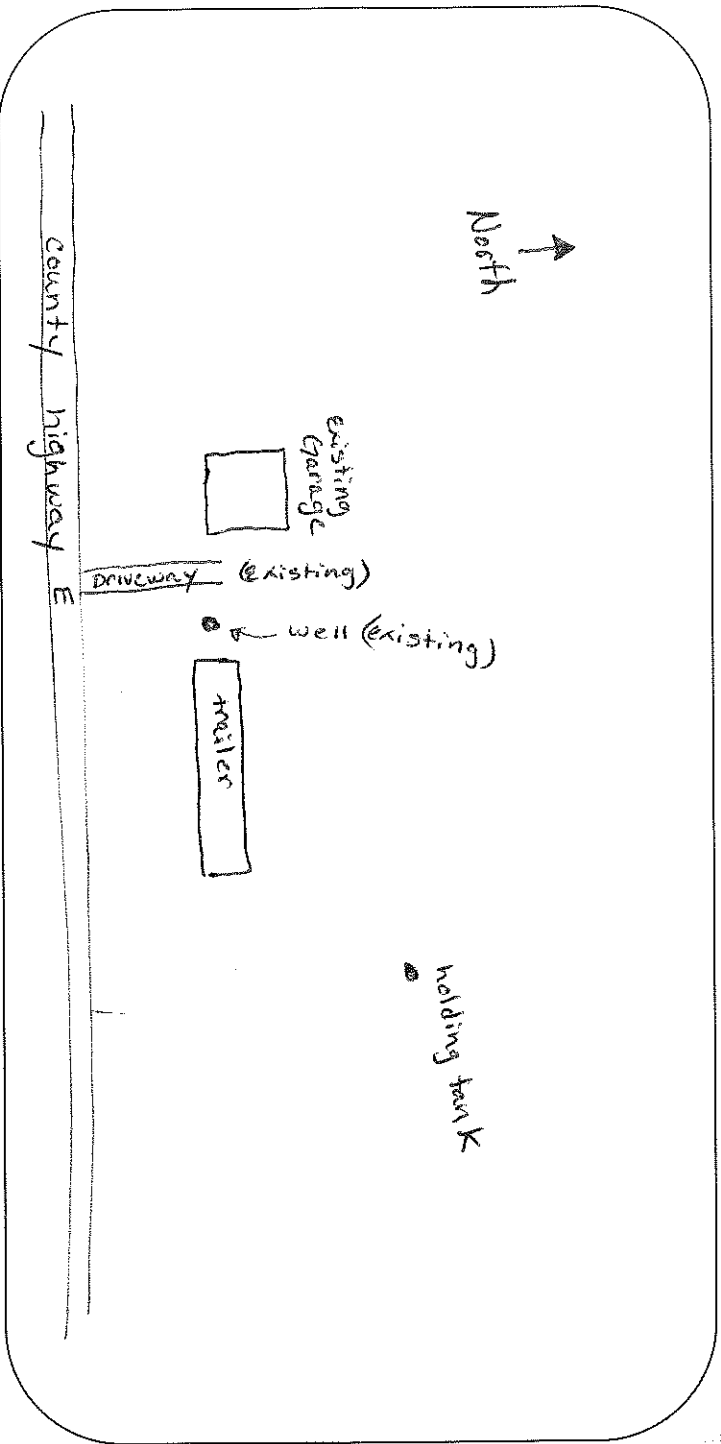 North
existing
Garage
Driveway (existing)
well (existing)
trailer
holding tank
county highway E